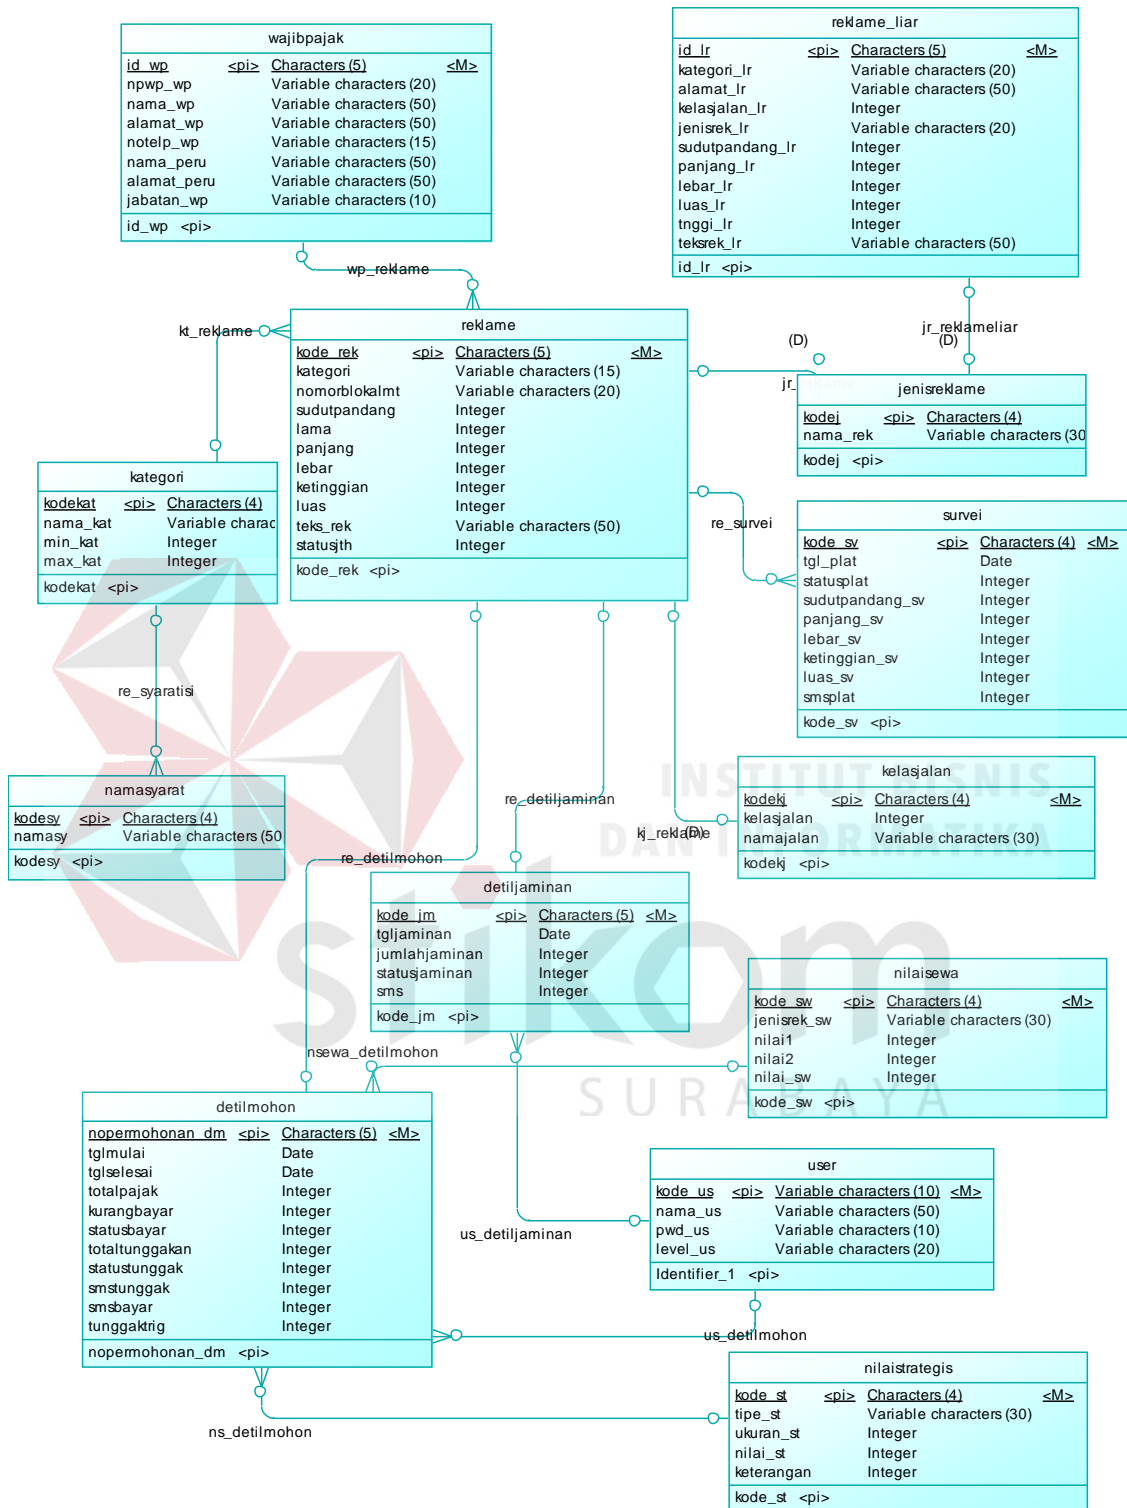 wajibpajak
id_wp <pi> Characters (5) <M>
npwp_wp Variable characters (20)
nama_wp Variable characters (50)
alamat_wp Variable characters (50)
notelp_wp Variable characters (15)
nama_peru Variable characters (50)
alamat_peru Variable characters (50)
jabatan_wp Variable characters (10)
id_wp <pi>
reklame_liar
id_lr <pi> Characters (5) <M>
kategori_lr Variable characters (20)
alamat_lr Variable characters (50)
kelasjalan_lr Integer
jenisrek_lr Variable characters (20)
sudutpandang_lr Integer
panjang_lr Integer
lebar_lr Integer
luas_lr Integer
tnggi_lr Integer
teksrek_lr Variable characters (50)
id_lr <pi>
wp_reklame
kt_reklame
jr_reklameliar
(D)
(D)
reklame
kode_rek <pi> Characters (5) <M>
kategori Variable characters (15)
nomorblokalmt Variable characters (20)
sudutpandang Integer
lama Integer
panjang Integer
lebar Integer
ketinggian Integer
luas Integer
teks_rek Variable characters (50)
statusjth Integer
kode_rek <pi>
jenisreklame
kodej <pi> Characters (4)
nama_rek Variable characters (30
kodej <pi>
kategori
kodekat <pi> Characters (4)
nama_kat Variable charac
min_kat Integer
max_kat Integer
kodekat <pi>
re_survei
survei
kode_sv <pi> Characters (4) <M>
tgl_plat Date
statusplat Integer
sudutpandang_sv Integer
panjang_sv Integer
lebar_sv Integer
ketinggian_sv Integer
luas_sv Integer
smsplat Integer
kode_sv <pi>
re_syaratisi
namasyarat
kodesy <pi> Characters (4)
namasy Variable characters (50
kodesy <pi>
re_detiljaminan
kj_reklame
(D)
re_detilmohon
INSTITUT BISNIS
DAN INFORMATIKA
kelasjalan
kodekj <pi> Characters (4) <M>
kelasjalan Integer
namajalan Variable characters (30)
kodekj <pi>
detiljaminan
kode_jm <pi> Characters (5) <M>
tgljaminan Date
jumlahjaminan Integer
statusjaminan Integer
sms Integer
kode_jm <pi>
stikom
SURABAYA
nilaisewa
kode_sw <pi> Characters (4) <M>
jenisrek_sw Variable characters (30)
nilai1 Integer
nilai2 Integer
nilai_sw Integer
kode_sw <pi>
nsewa_detilmohon
detilmohon
nopermohonan_dm <pi> Characters (5) <M>
tglmulai Date
tglselesai Date
totalpajak Integer
kurangbayar Integer
statusbayar Integer
totaltunggakan Integer
statustunggak Integer
smstunggak Integer
smsbayar Integer
tunggaktrig Integer
nopermohonan_dm <pi>
us_detiljaminan
user
kode_us <pi> Variable characters (10) <M>
nama_us Variable characters (50)
pwd_us Variable characters (10)
level_us Variable characters (20)
Identifier_1 <pi>
us_detilmohon
ns_detilmohon
nilaistrategis
kode_st <pi> Characters (4) <M>
tipe_st Variable characters (30)
ukuran_st Integer
nilai_st Integer
keterangan Integer
kode_st <pi>